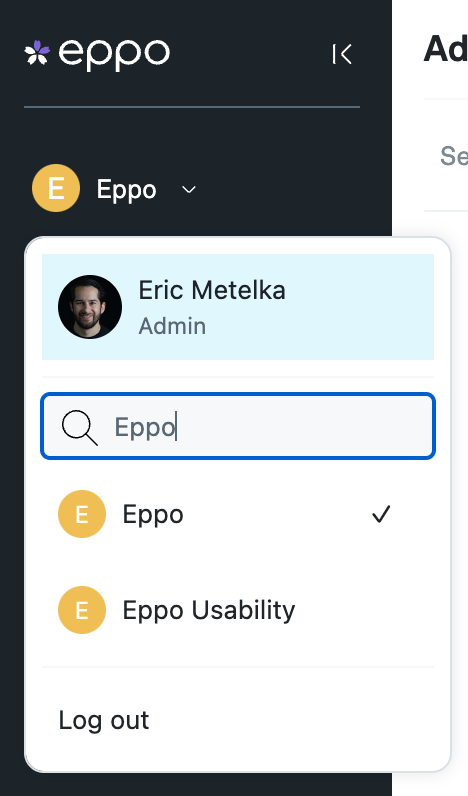 eppo
Ad
Se
E Eppo
Eric Metelka
Admin
Eppo
E Eppo
E Eppo Usability
Log out